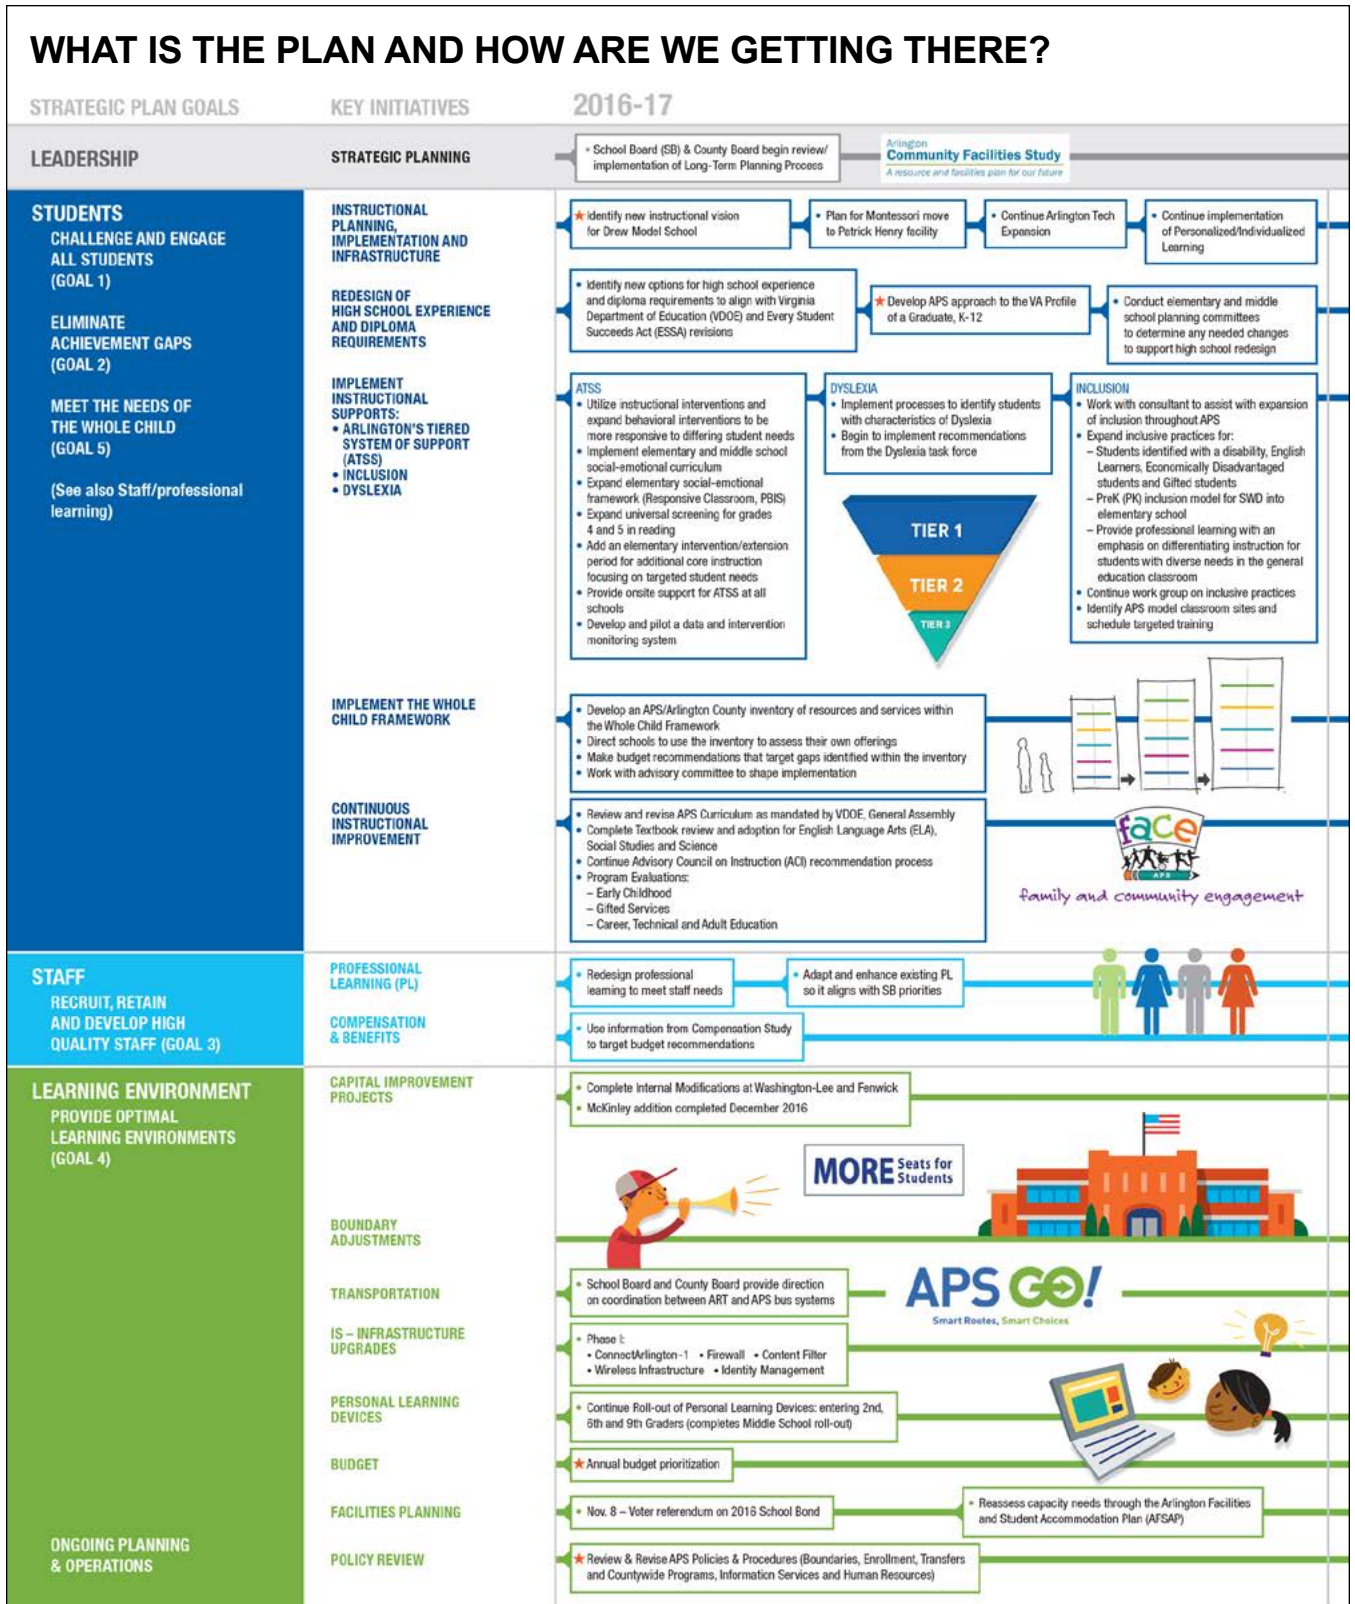 WHAT IS THE PLAN AND HOW ARE WE GETTING THERE?
STRATEGIC PLAN GOALS
KEY INITIATIVES
2016-17
LEADERSHIP
STRATEGIC PLANNING
• School Board (SB) & County Board begin review/
implementation of Long-Term Planning Process
Arlington
Community Facilities Study
A resource and facilities plan for our future
STUDENTS
CHALLENGE AND ENGAGE
ALL STUDENTS
(GOAL 1)
ELIMINATE
ACHIEVEMENT GAPS
(GOAL 2)
MEET THE NEEDS OF
THE WHOLE CHILD
(GOAL 5)
(See also Staff/professional
learning)
INSTRUCTIONAL
PLANNING,
IMPLEMENTATION AND
INFRASTRUCTURE
★ Identify new instructional vision
for Drew Model School
• Plan for Montessori move
to Patrick Henry facility
• Continue Arlington Tech
Expansion
• Continue implementation
of Personalized/Individualized
Learning
REDESIGN OF
HIGH SCHOOL EXPERIENCE
AND DIPLOMA
REQUIREMENTS
• Identify new options for high school experience
and diploma requirements to align with Virginia
Department of Education (VDOE) and Every Student
Succeeds Act (ESSA) revisions
★ Develop APS approach to the VA Profile
of a Graduate, K-12
• Conduct elementary and middle
school planning committees
to determine any needed changes
to support high school redesign
IMPLEMENT
INSTRUCTIONAL
SUPPORTS:
• ARLINGTON'S TIERED
SYSTEM OF SUPPORT
(ATSS)
• INCLUSION
• DYSLEXIA
ATSS
• Utilize instructional interventions and
expand behavioral interventions to be
more responsive to differing student needs
• Implement elementary and middle school
social-emotional curriculum
• Expand elementary social-emotional
framework (Responsive Classroom, PBIS)
• Expand universal screening for grades
4 and 5 in reading
• Add an elementary intervention/extension
period for additional core instruction
focusing on targeted student needs
• Provide onsite support for ATSS at all
schools
• Develop and pilot a data and intervention
monitoring system
DYSLEXIA
• Implement processes to identify students
with characteristics of Dyslexia
• Begin to implement recommendations
from the Dyslexia task force
TIER 1
TIER 2
TIER 3
INCLUSION
• Work with consultant to assist with expansion
of inclusion throughout APS
• Expand inclusive practices for:
– Students identified with a disability, English
Learners, Economically Disadvantaged
students and Gifted students
– PreK (PK) inclusion model for SWD into
elementary school
– Provide professional learning with an
emphasis on differentiating instruction for
students with diverse needs in the general
education classroom
• Continue work group on inclusive practices
• Identify APS model classroom sites and
schedule targeted training
IMPLEMENT THE WHOLE
CHILD FRAMEWORK
• Develop an APS/Arlington County inventory of resources and services within
the Whole Child Framework
• Direct schools to use the inventory to assess their own offerings
• Make budget recommendations that target gaps identified within the inventory
• Work with advisory committee to shape implementation
CONTINUOUS
INSTRUCTIONAL
IMPROVEMENT
• Review and revise APS Curriculum as mandated by VDOE, General Assembly
• Complete Textbook review and adoption for English Language Arts (ELA),
Social Studies and Science
• Continue Advisory Council on Instruction (ACI) recommendation process
• Program Evaluations:
– Early Childhood
– Gifted Services
– Career, Technical and Adult Education
face
APS
family and community engagement
STAFF
RECRUIT, RETAIN
AND DEVELOP HIGH
QUALITY STAFF (GOAL 3)
PROFESSIONAL
LEARNING (PL)
• Redesign professional
learning to meet staff needs
• Adapt and enhance existing PL
so it aligns with SB priorities
COMPENSATION
& BENEFITS
• Use information from Compensation Study
to target budget recommendations
LEARNING ENVIRONMENT
PROVIDE OPTIMAL
LEARNING ENVIRONMENTS
(GOAL 4)
CAPITAL IMPROVEMENT
PROJECTS
• Complete Internal Modifications at Washington-Lee and Fenwick
• McKinley addition completed December 2016
MORE Seats for
Students
BOUNDARY
ADJUSTMENTS
TRANSPORTATION
• School Board and County Board provide direction
on coordination between ART and APS bus systems
APS GO!
Smart Routes, Smart Choices
IS – INFRASTRUCTURE
UPGRADES
• Phase I:
• ConnectArlington-1 • Firewall • Content Filter
• Wireless Infrastructure • Identity Management
PERSONAL LEARNING
DEVICES
• Continue Roll-out of Personal Learning Devices: entering 2nd,
6th and 9th Graders (completes Middle School roll-out)
BUDGET
★ Annual budget prioritization
FACILITIES PLANNING
• Nov. 8 – Voter referendum on 2016 School Bond
• Reassess capacity needs through the Arlington Facilities
and Student Accommodation Plan (AFSAP)
ONGOING PLANNING
& OPERATIONS
POLICY REVIEW
★ Review & Revise APS Policies & Procedures (Boundaries, Enrollment, Transfers
and Countywide Programs, Information Services and Human Resources)